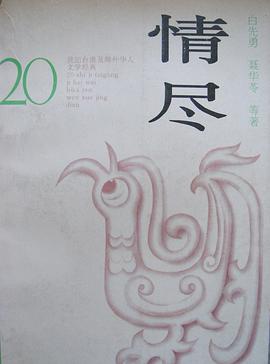 情尽
白先勇 聂华苓 等著
20
世纪台港及海外华人
文学经典
20 shi ji taigang
ji hai wai
hua ren
wen xue jing
dian